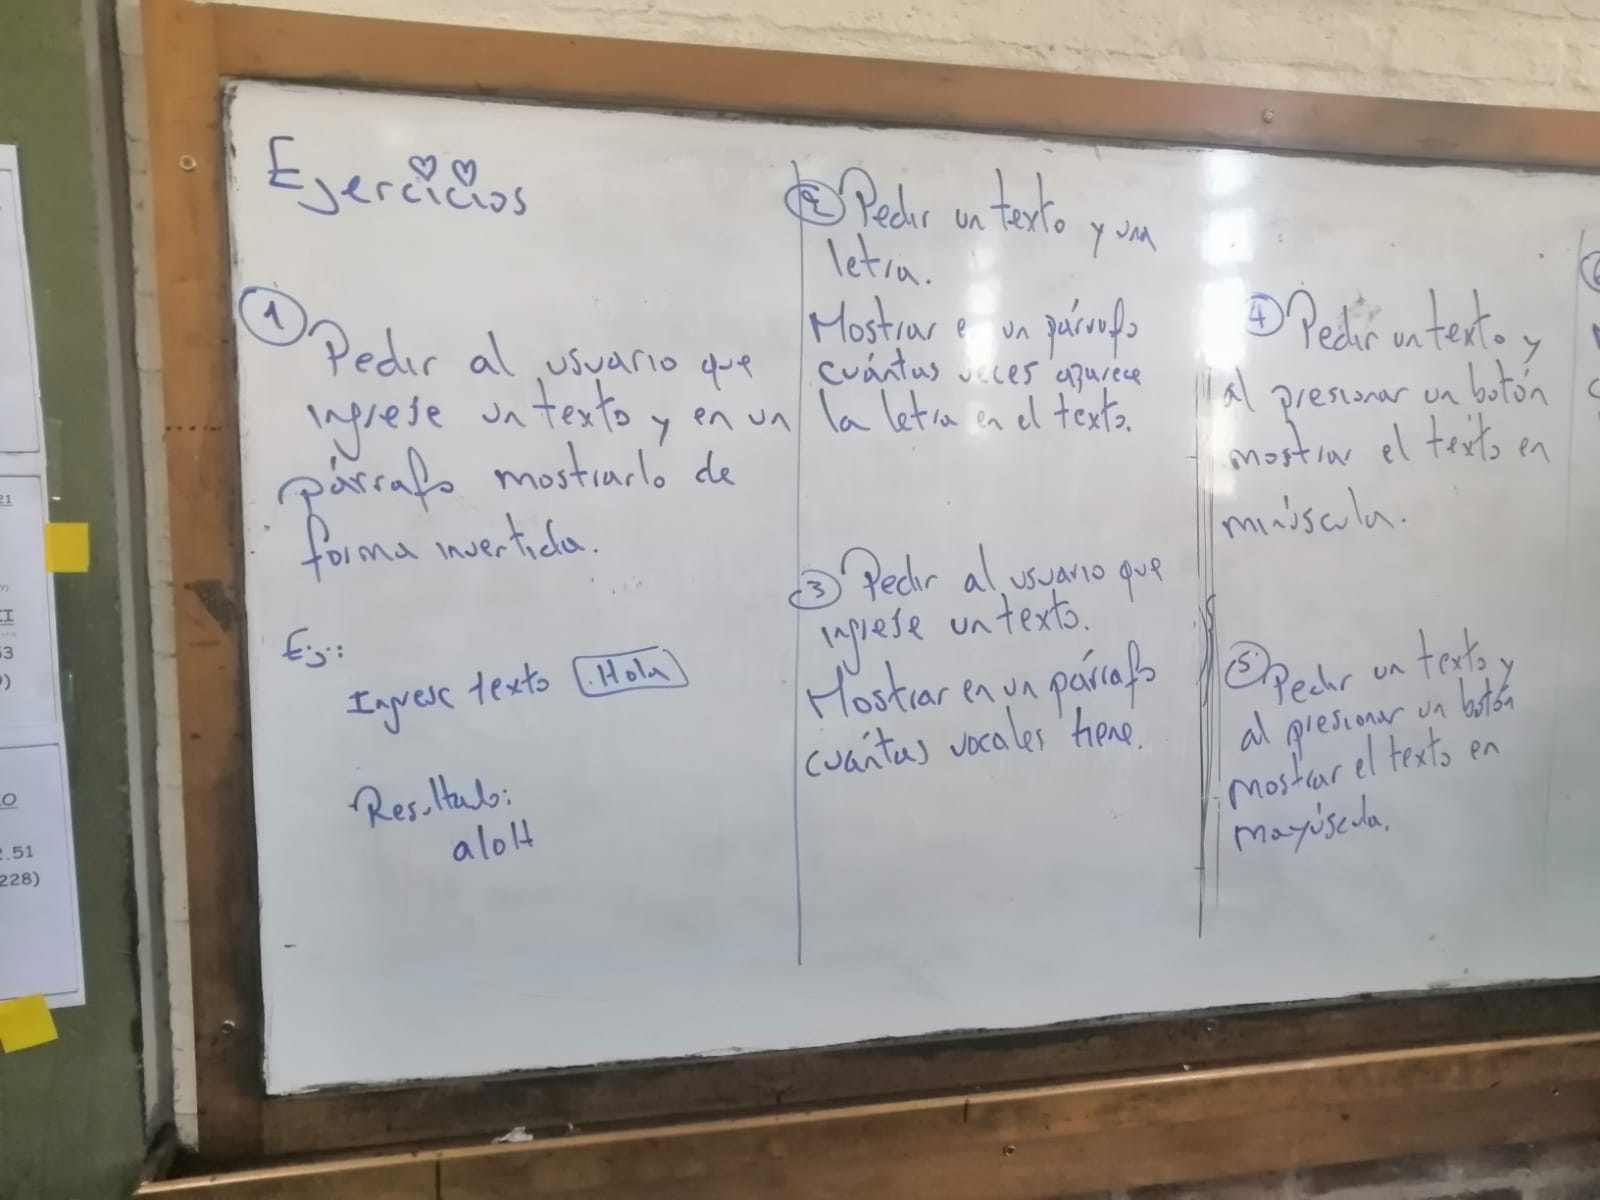 Ejercicios
① Pedir al usuario que
ingrese un texto y en un
párrafo mostrarlo de
forma invertida.
Ej.:
Ingrese texto Hola
Resultado:
aloH
② Pedir un texto y una
letra.
Mostrar en un párrafo
cuántas veces aparece
la letra en el texto.
③ Pedir al usuario que
ingrese un texto.
Mostrar en un párrafo
cuántas vocales tiene.
④ Pedir un texto y
al presionar un botón
mostrar el texto en
minúscula.
⑤ Pedir un texto y
al presionar un botón
mostrar el texto en
mayúscula.
21
53
2.51
228)